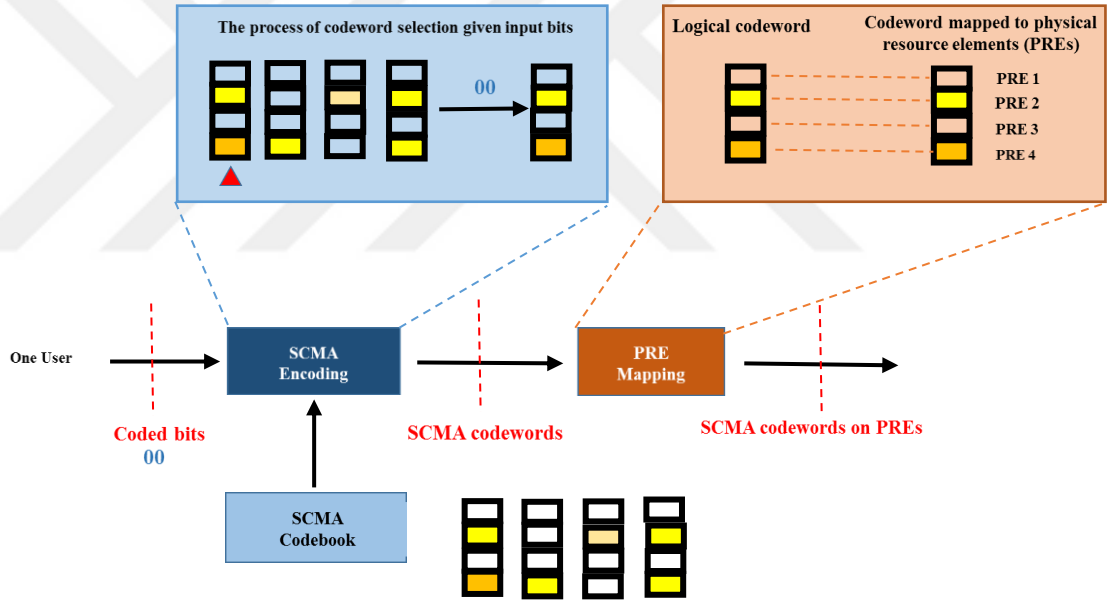 The process of codeword selection given input bits
00
Logical codeword
Codeword mapped to physical
resource elements (PREs)
PRE 1
PRE 2
PRE 3
PRE 4
One User
SCMA
Encoding
PRE
Mapping
Coded bits
00
SCMA codewords
SCMA codewords on PREs
SCMA
Codebook